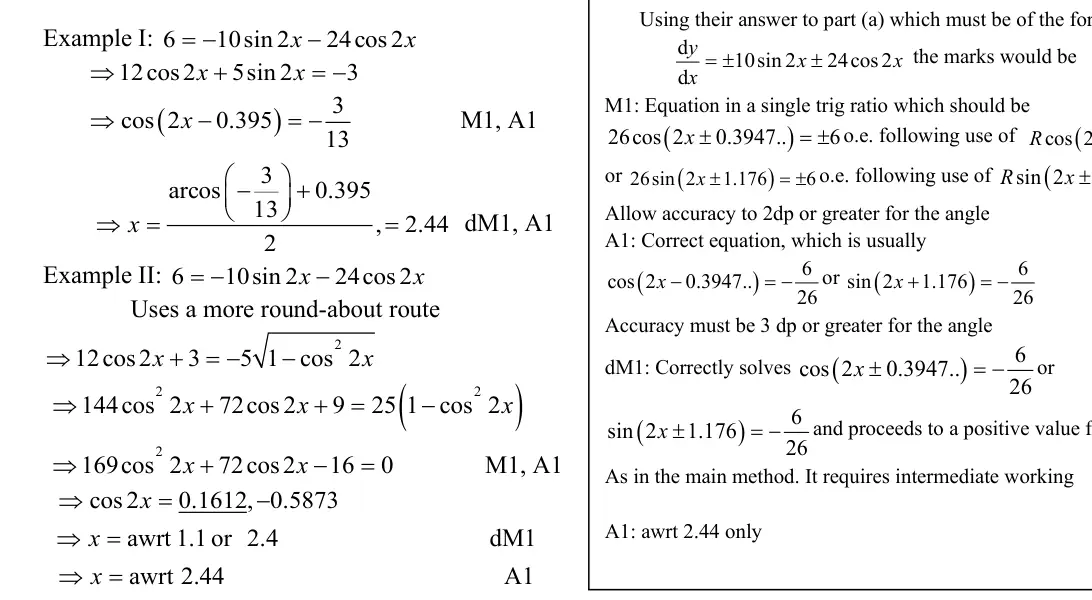 Example I: 6 = −10 sin 2x − 24 cos 2x
⇒ 12 cos 2x + 5 sin 2x = −3
⇒ cos(2x − 0.395) = −3/13 M1, A1
⇒ x = (arcos(−3/13) + 0.395)/2 , = 2.44 dM1, A1
Example II: 6 = −10 sin 2x − 24 cos 2x
Uses a more round-about route
⇒ 12 cos 2x + 3 = −5√(1 − cos² 2x)
⇒ 144 cos² 2x + 72 cos 2x + 9 = 25(1 − cos² 2x)
⇒ 169 cos² 2x + 72 cos 2x − 16 = 0 M1, A1
⇒ cos 2x = 0.1612, −0.5873
⇒ x = awrt 1.1 or 2.4 dM1
⇒ x = awrt 2.44 A1
Using their answer to part (a) which must be of the
dy/dx = ±10 sin 2x ± 24 cos 2x the marks would be
M1: Equation in a single trig ratio which should be
26 cos(2x ± 0.3947..) = ±6 o.e. following use of R cos(2
or 26 sin(2x ± 1.176) = ±6 o.e. following use of R sin(2x ±
Allow accuracy to 2dp or greater for the angle
A1: Correct equation, which is usually
cos(2x − 0.3947..) = −6/26 or sin(2x + 1.176) = −6/26
Accuracy must be 3 dp or greater for the angle
dM1: Correctly solves cos(2x ± 0.3947..) = −6/26 or
sin(2x ± 1.176) = −6/26 and proceeds to a positive value
As in the main method. It requires intermediate working
A1: awrt 2.44 only